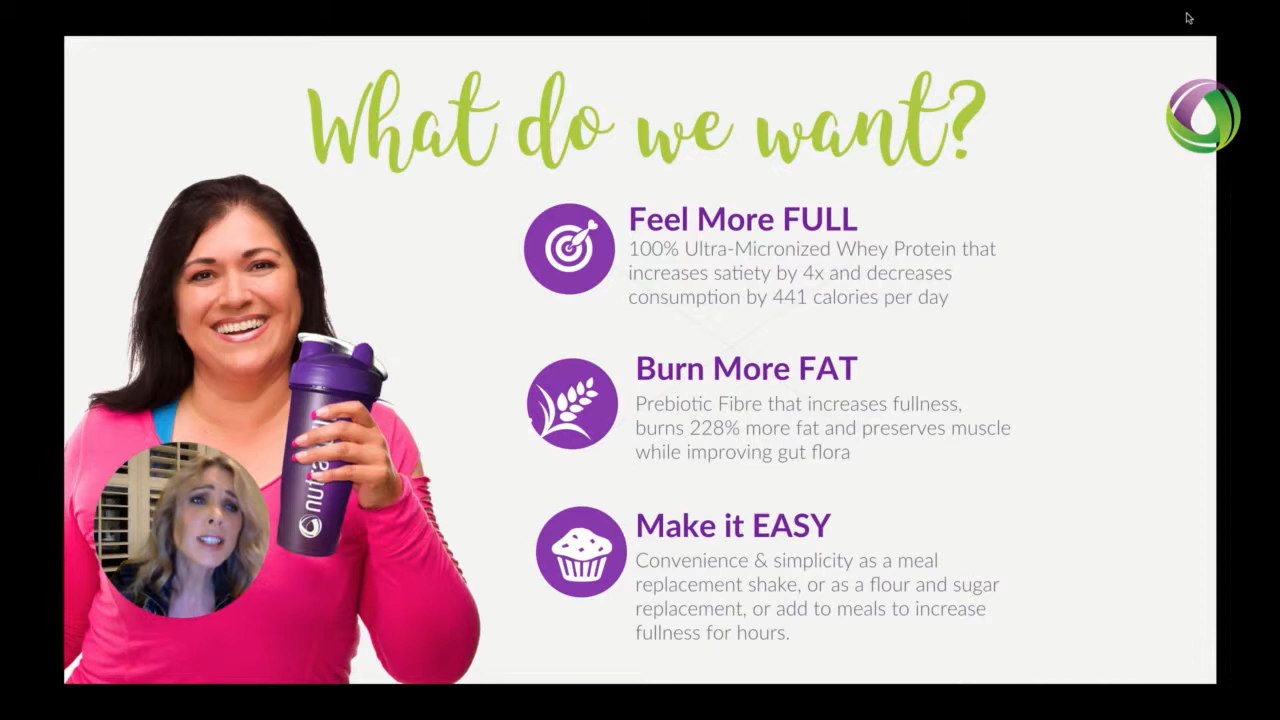 What do we want?
Feel More FULL
100% Ultra-Micronized Whey Protein that
increases satiety by 4x and decreases
consumption by 441 calories per day
Burn More FAT
Prebiotic Fibre that increases fullness,
burns 228% more fat and preserves muscle
while improving gut flora
Make it EASY
Convenience & simplicity as a meal
replacement shake, or as a flour and sugar
replacement, or add to meals to increase
fullness for hours.